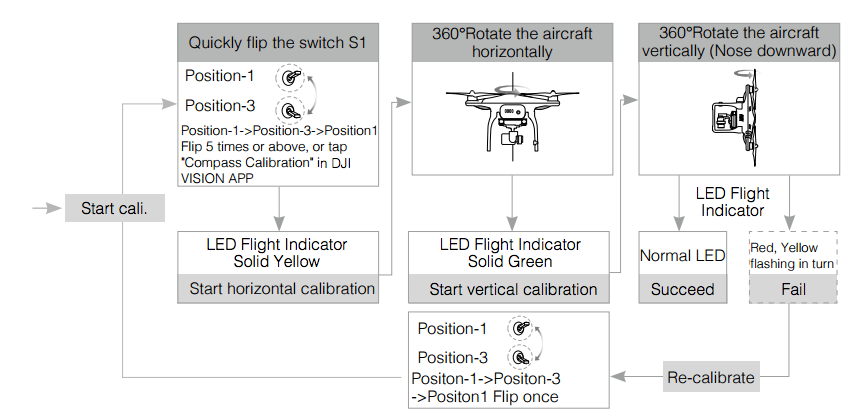 Quickly flip the switch S1
Position-1
Position-3
Position-1->Position-3->Position1
Flip 5 times or above, or tap
"Compass Calibration" in DJI
VISION APP
360°Rotate the aircraft
horizontally
360°Rotate the aircraft
vertically (Nose downward)
Start cali.
LED Flight Indicator
Solid Yellow
Start horizontal calibration
LED Flight Indicator
Solid Green
Start vertical calibration
LED Flight
Indicator
Normal LED
Succeed
Red, Yellow
flashing in turn
Fail
Position-1
Position-3
Positon-1->Positon-3
->Positon1 Flip once
Re-calibrate